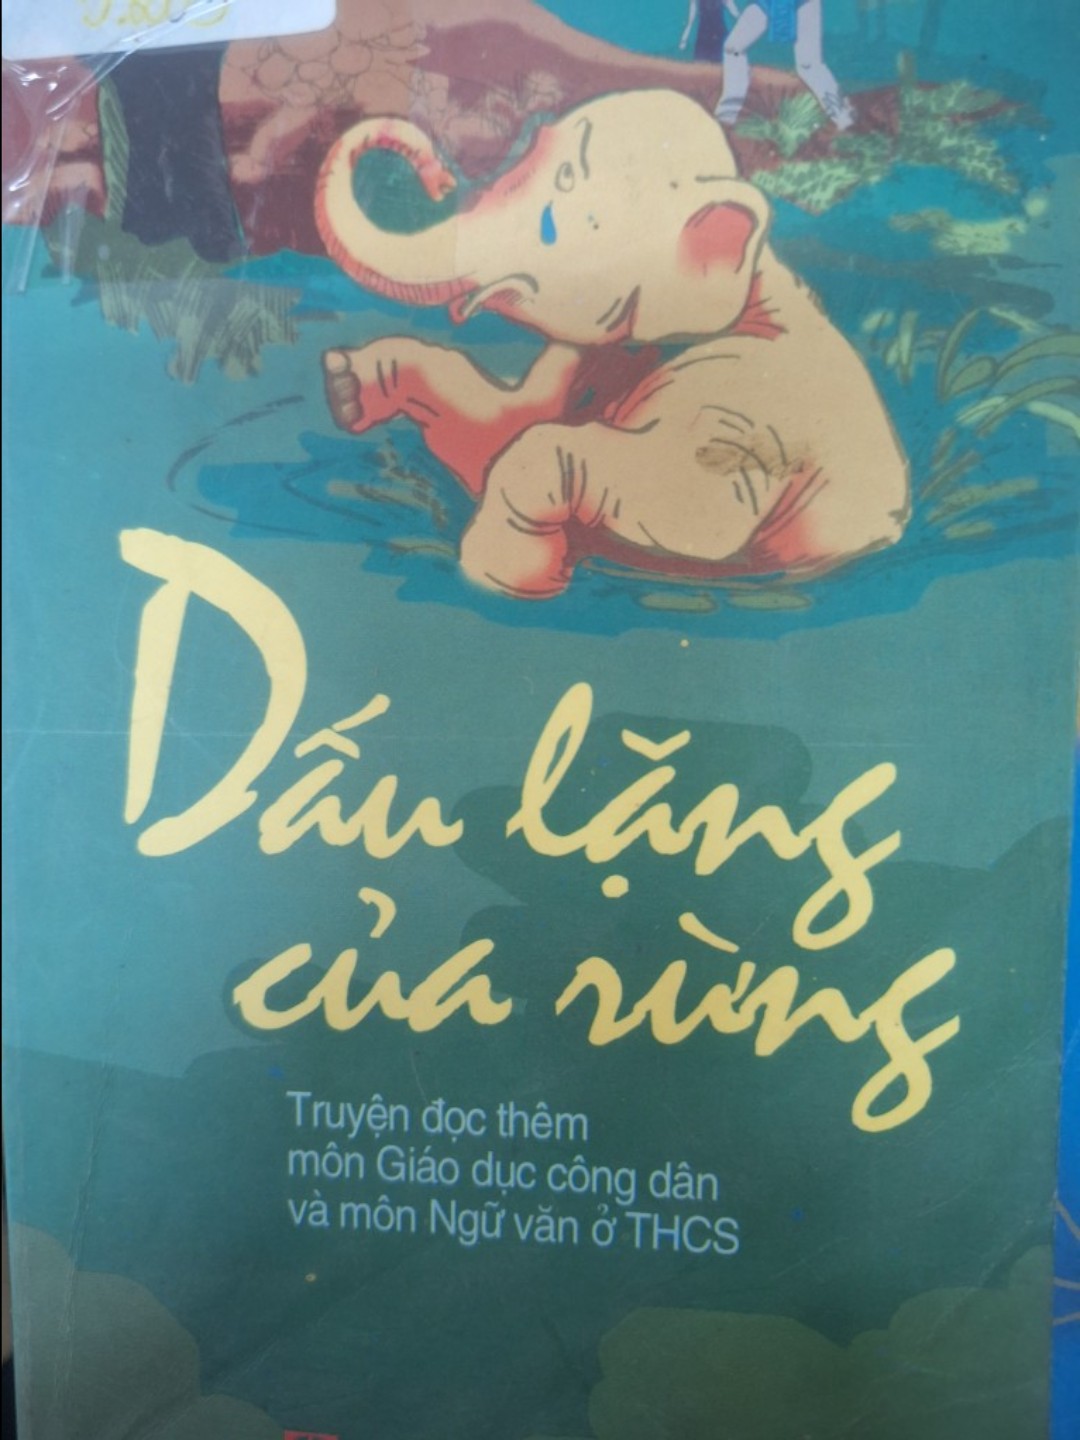 Dấu lặng
của rừng
Truyện đọc thêm
môn Giáo dục công dân
và môn Ngữ văn ở THCS